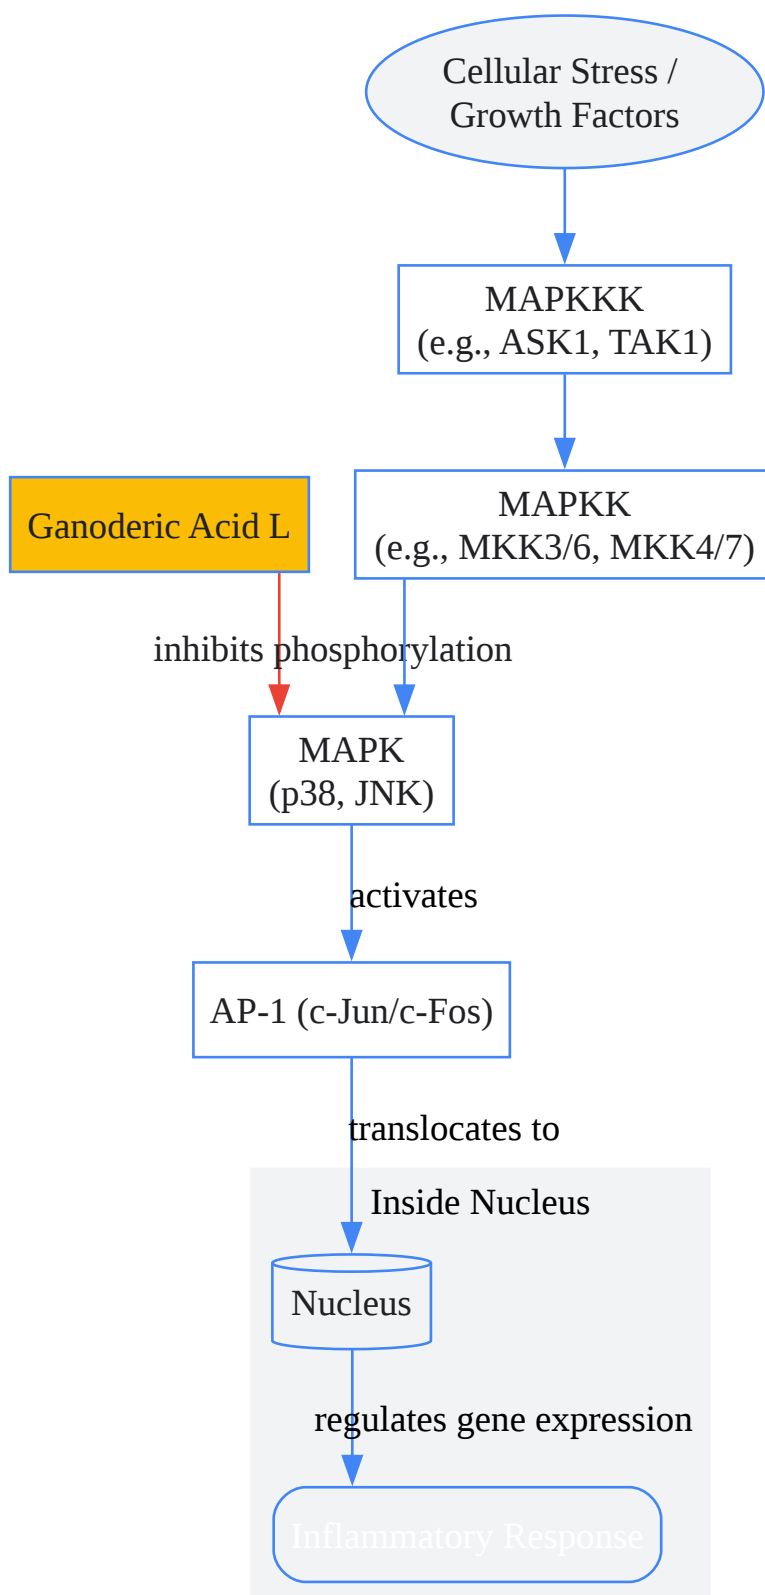 Cellular Stress /
Growth Factors
MAPKKK
(e.g., ASK1, TAK1)
Ganoderic Acid L
MAPKK
(e.g., MKK3/6, MKK4/7)
inhibits phosphorylation
MAPK
(p38, JNK)
activates
AP-1 (c-Jun/c-Fos)
translocates to
Inside Nucleus
Nucleus
regulates gene expression
Inflammatory Response